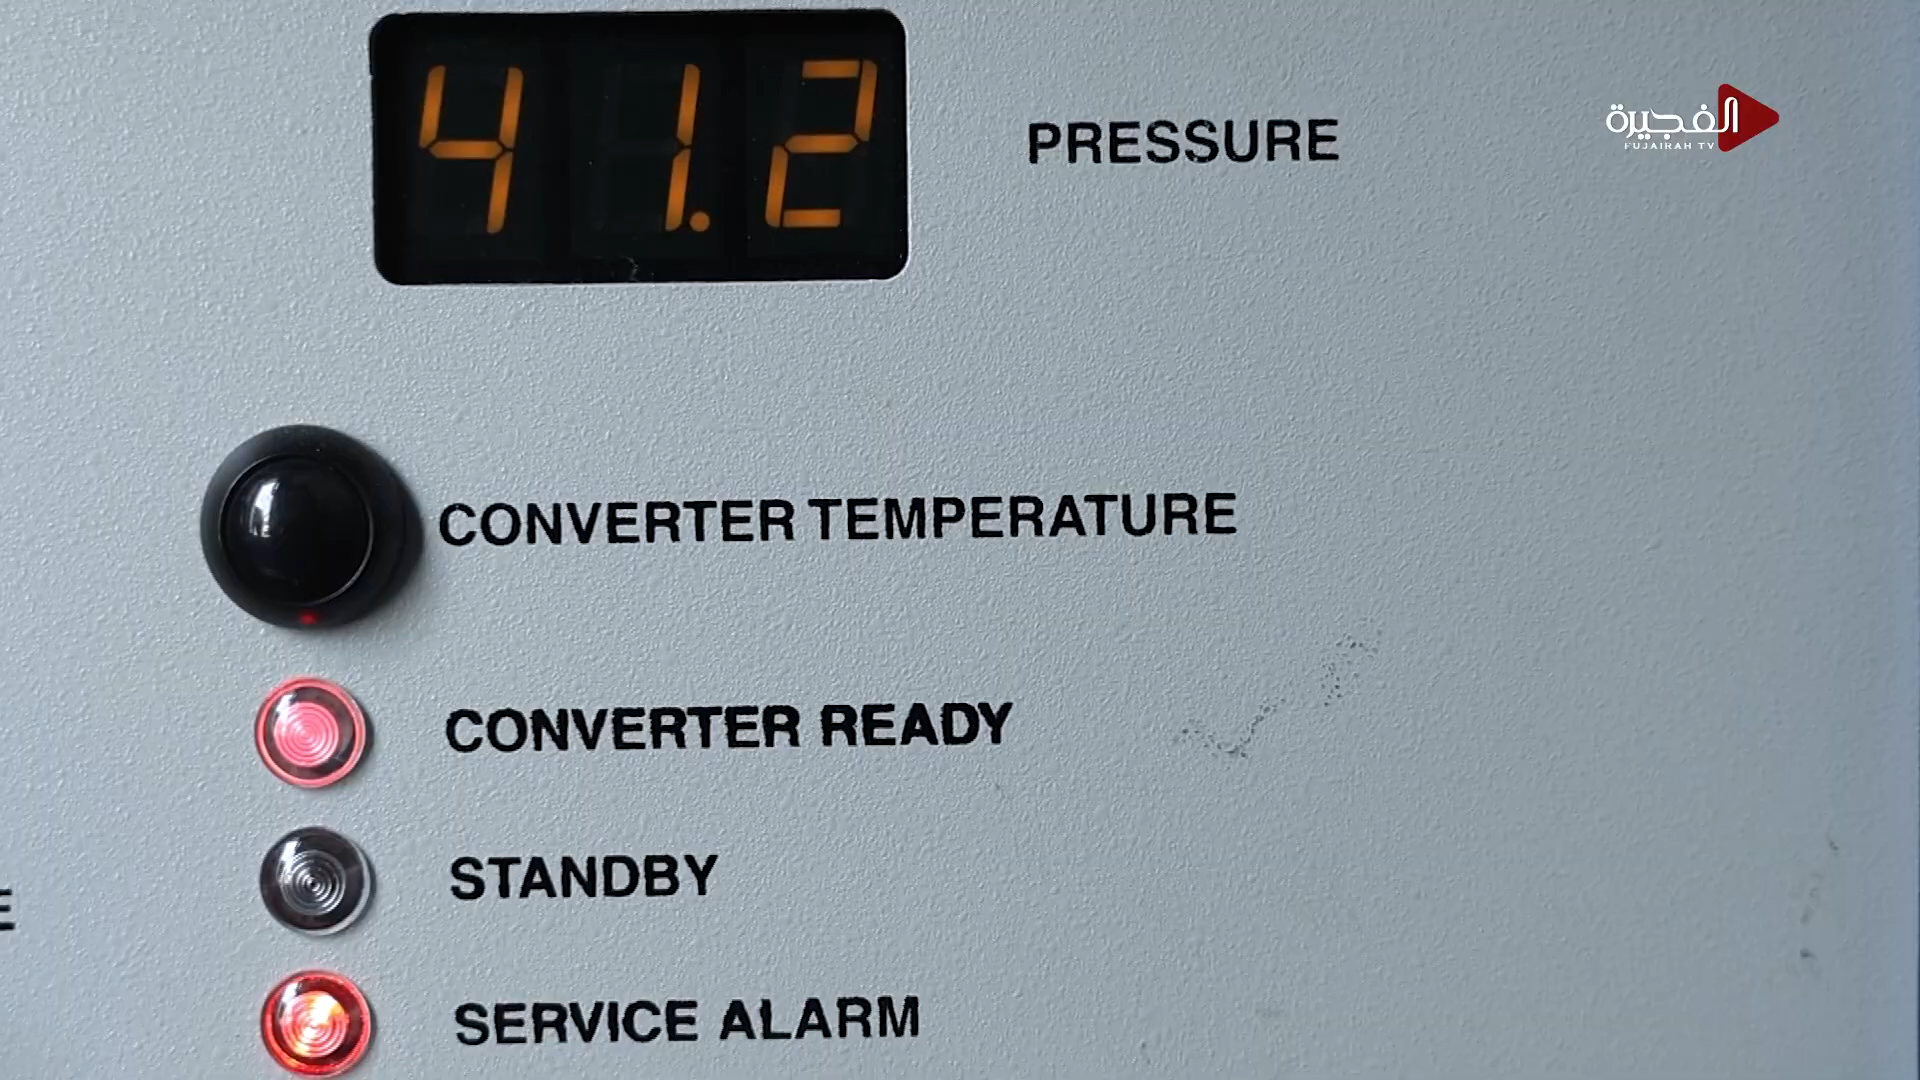 41.2
PRESSURE
الفجيرة
FUJAIRAH TV
CONVERTER TEMPERATURE
CONVERTER READY
STANDBY
E
SERVICE ALARM